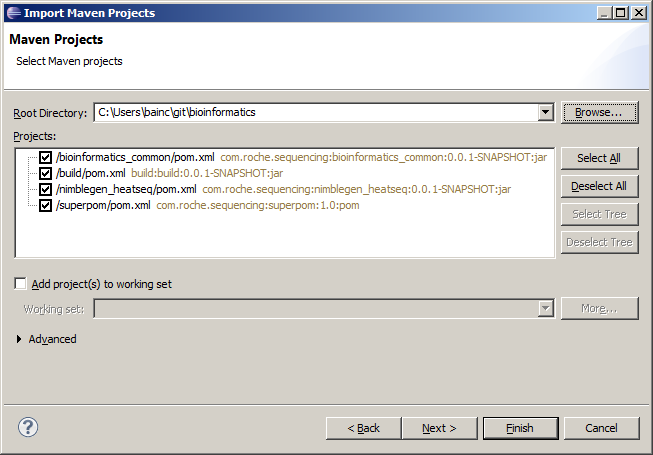 Import Maven Projects
Maven Projects
Select Maven projects
Root Directory: C:\Users\bainc\git\bioinformatics Browse...
Projects:
/bioinformatics_common/pom.xml com.roche.sequencing:bioinformatics_common:0.0.1-SNAPSHOT:jar Select All
/build/pom.xml build:build:0.0.1-SNAPSHOT:jar
/nimblegen_heatseq/pom.xml com.roche.sequencing:nimblegen_heatseq:0.0.1-SNAPSHOT:jar Deselect All
/superpom/pom.xml com.roche.sequencing:superpom:1.0:pom Select Tree
Deselect Tree
Add project(s) to working set
Working set: More...
Advanced
? < Back Next > Finish Cancel